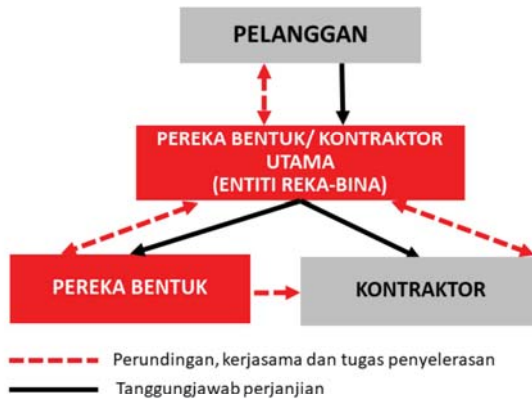 PELANGGAN
PEREKA BENTUK/ KONTRAKTOR
UTAMA
(ENTITI REKA-BINA)
PEREKA BENTUK
KONTRAKTOR
Perundingan, kerjasama dan tugas penyelerasan
Tanggungjawab perjanjian